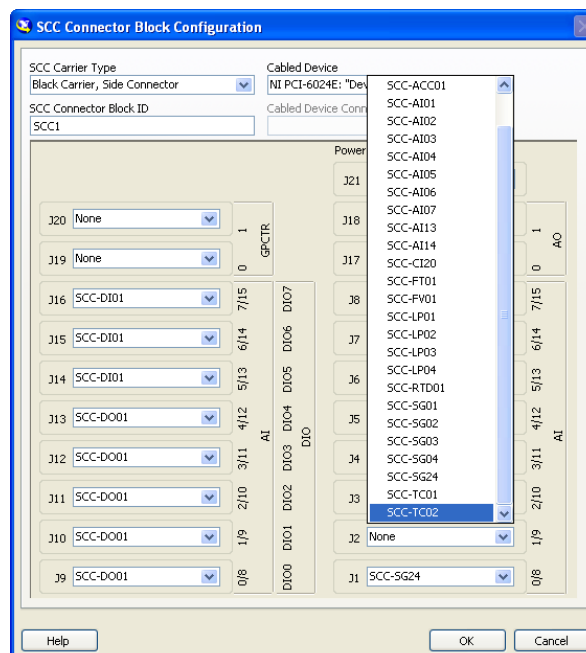 SCC Connector Block Configuration
SCC Carrier Type
Cabled Device
Black Carrier, Side Connector
NI PCI-6024E: "Dev
SCC Connector Block ID
Cabled Device Conn
SCC1
Power
J21
SCC-ACC01
SCC-AI01
SCC-AI02
SCC-AI03
SCC-AI04
SCC-AI05
SCC-AI06
SCC-AI07
SCC-AI13
SCC-AI14
SCC-CI20
SCC-FT01
SCC-FV01
SCC-LP01
SCC-LP02
SCC-LP03
SCC-LP04
SCC-RTD01
SCC-SG01
SCC-SG02
SCC-SG03
SCC-SG04
SCC-SG24
SCC-TC01
SCC-TC02
J20 None 1
J19 None 0
GPCTR
J16 SCC-DI01 7/15 DIO7
J15 SCC-DI01 6/14 DIO6
J14 SCC-DI01 5/13 DIO5
J13 SCC-DO01 4/12 DIO4
J12 SCC-DO01 3/11 DIO3
J11 SCC-DO01 2/10 DIO2
J10 SCC-DO01 1/9 DIO1
J9 SCC-DO01 0/8 DIO0
AI
DIO
J18 1
J17 0
AO
J8 7/15
J7 6/14
J6 5/13
J5 4/12
J4 3/11
J3 2/10
J2 None 1/9
J1 SCC-SG24 0/8
AI
Help
OK
Cancel